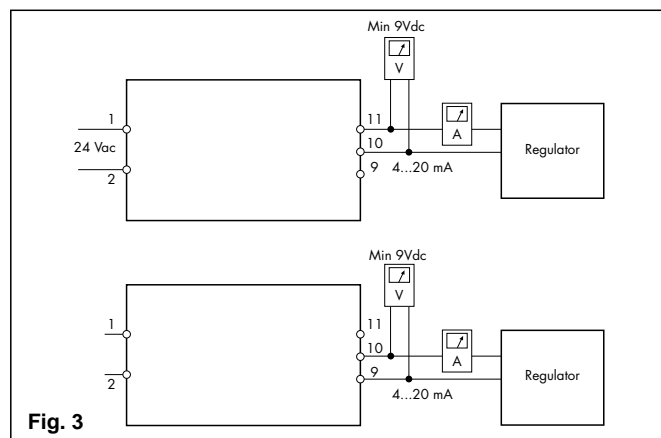 Min 9Vdc
V
1
11
A
24 Vac
10
Regulator
2
9
4...20 mA
Min 9Vdc
V
1
11
10
A
2
9
Regulator
4...20 mA
Fig. 3